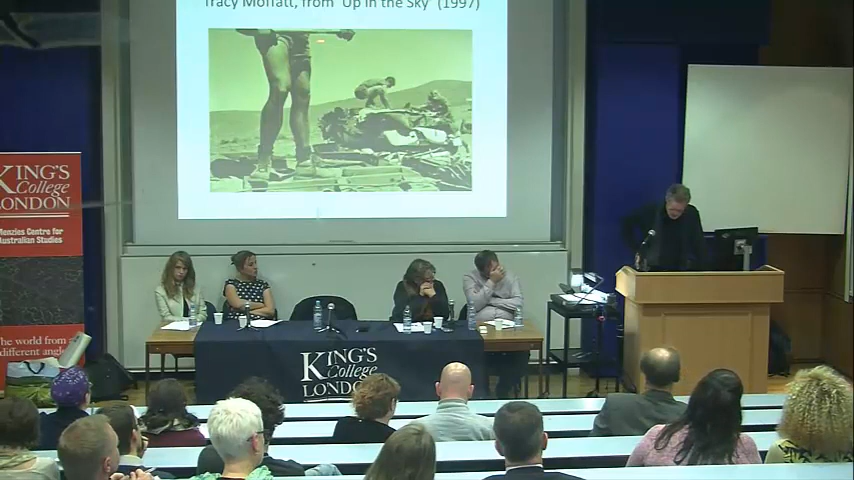 Tracy Moffatt, from 'Up in the Sky' (1997)
KING'S
College
LONDON
Menzies Centre for
Australian Studies
The world from
different angle
KING'S
College
LONDON